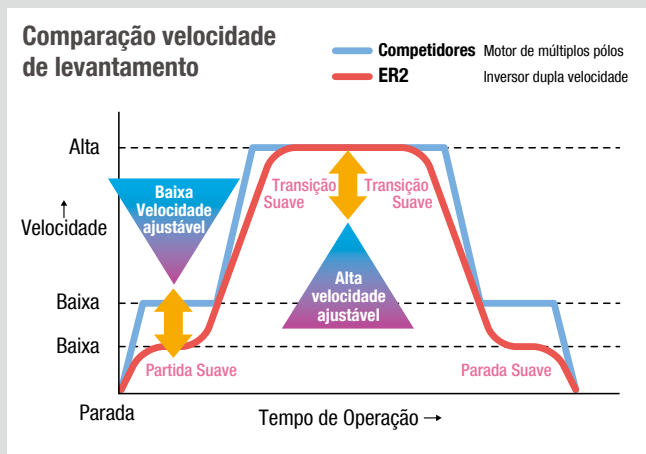 Comparação velocidade
de levantamento
Competidores Motor de múltiplos pólos
ER2 Inversor dupla velocidade
Alta
Baixa
Velocidade
ajustável
Transição
Suave
Transição
Suave
Velocidade
Alta
velocidade
ajustável
Baixa
Baixa
Partida Suave
Parada Suave
Parada
Tempo de Operação